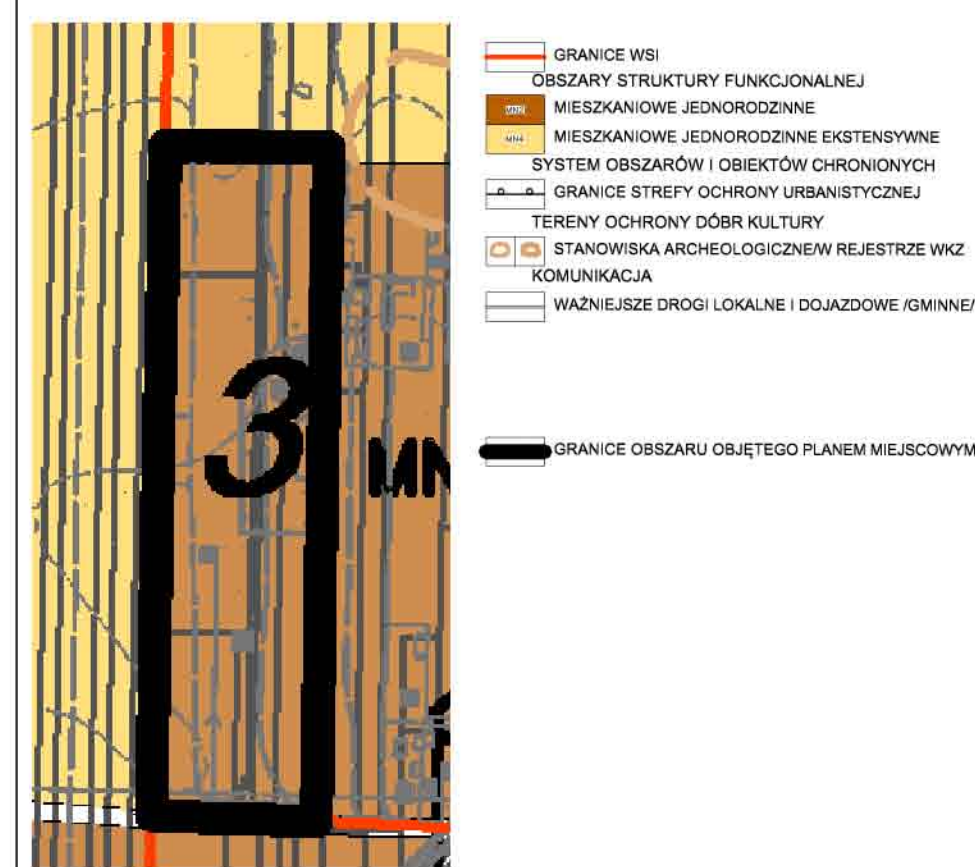 GRANICE WSI
OBSZARY STRUKTURY FUNKCJONALNEJ
MIESZKANIOWE JEDNORODZINNE
MN4 MIESZKANIOWE JEDNORODZINNE EKSTENSYWNE
SYSTEM OBSZARÓW I OBIEKTÓW CHRONIONYCH
GRANICE STREFY OCHRONY URBANISTYCZNEJ
TERENY OCHRONY DÓBR KULTURY
STANOWISKA ARCHEOLOGICZNE/W REJESTRZE WKZ
KOMUNIKACJA
WAŻNIEJSZE DROGI LOKALNE I DOJAZDOWE /GMINNE/
GRANICE OBSZARU OBJĘTEGO PLANEM MIEJSCOWYM
3
MN